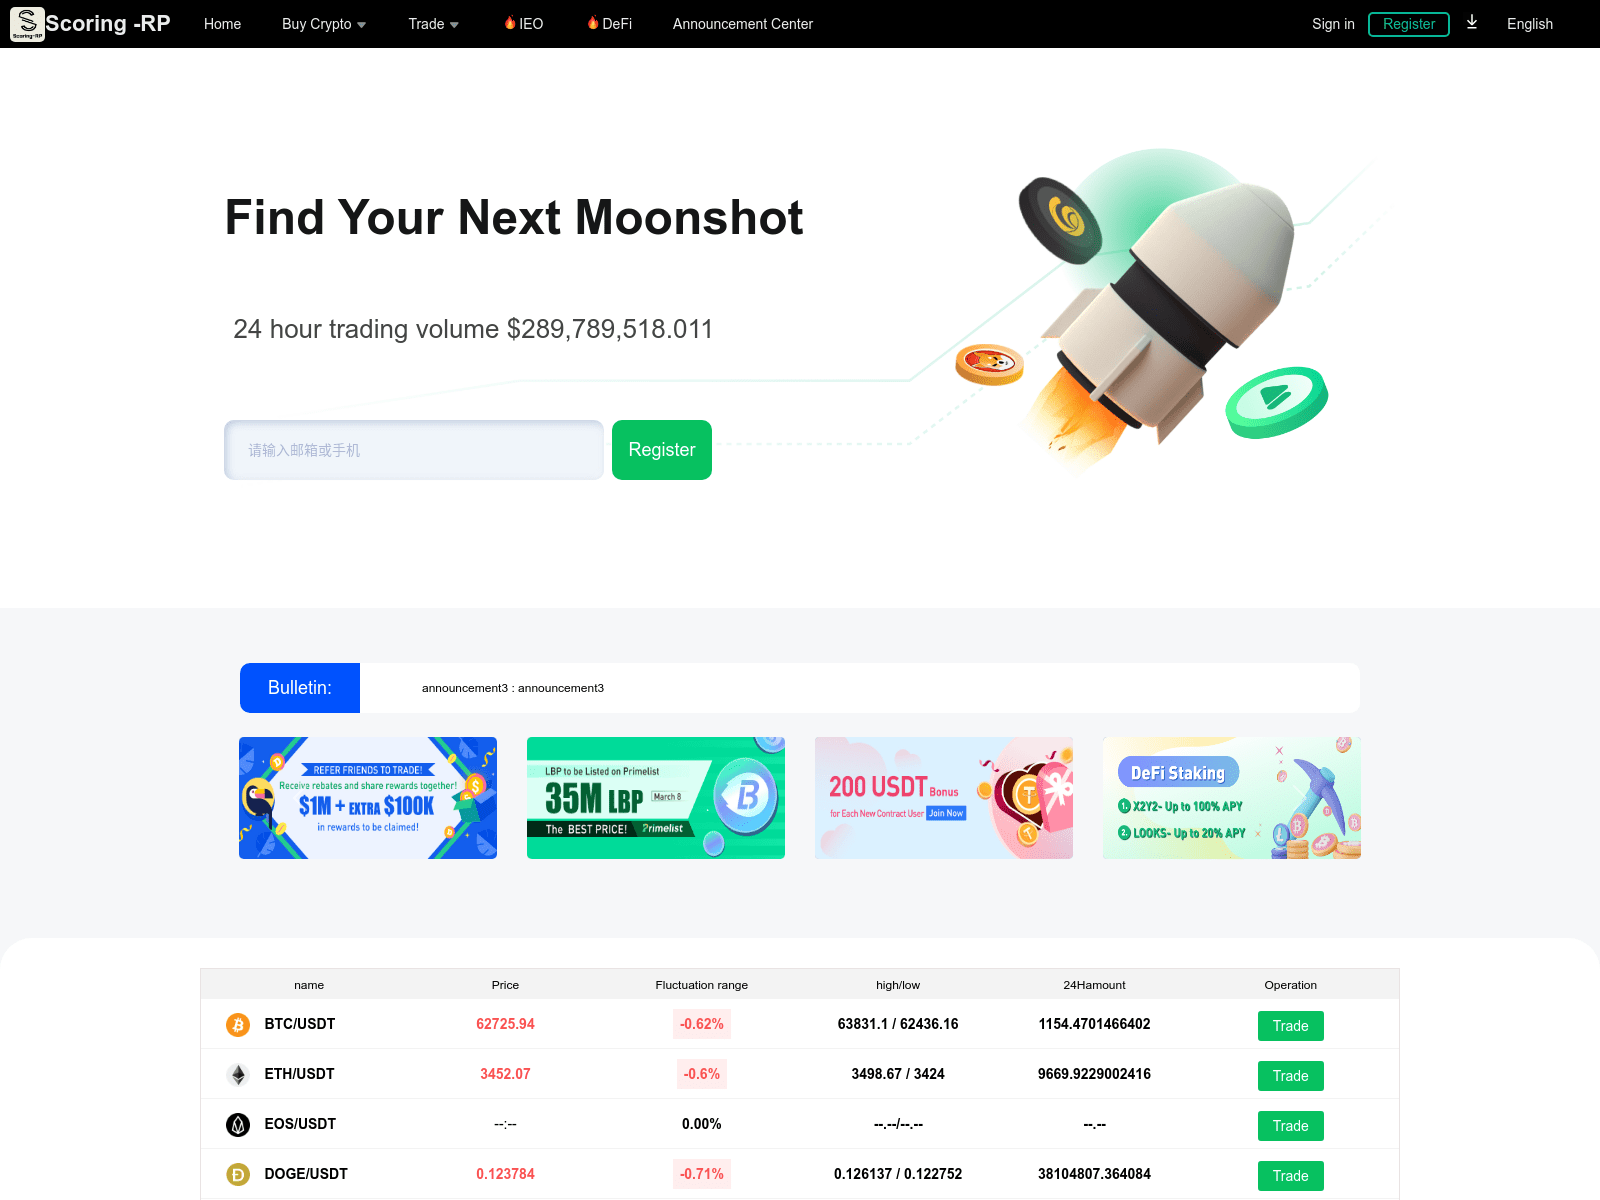 Scoring-RP
Scoring -RP
Home
Buy Crypto
Trade
IEO
DeFi
Announcement Center
Sign in
Register
English
Find Your Next Moonshot
24 hour trading volume $289,789,518.011
请输入邮箱或手机
Register
Bulletin:
announcement3 : announcement3
REFER FRIENDS TO TRADE!
Receive rebates and share rewards together!
$1M + EXTRA $100K
in rewards to be claimed!
LBP to be Listed on Primelist
35M LBP
March 8
The BEST PRICE!
Primelist
200 USDT Bonus
for Each New Contract User
Join Now
DeFi Staking
1. X2Y2- Up to 100% APY
2. LOOKS- Up to 20% APY
name Price Fluctuation range high/low 24Hamount Operation
BTC/USDT 62725.94 -0.62% 63831.1 / 62436.16 1154.4701466402 Trade
ETH/USDT 3452.07 -0.6% 3498.67 / 3424 9669.9229002416 Trade
EOS/USDT --:-- 0.00% --.--/--.-- --.-- Trade
DOGE/USDT 0.123784 -0.71% 0.126137 / 0.122752 38104807.364084 Trade